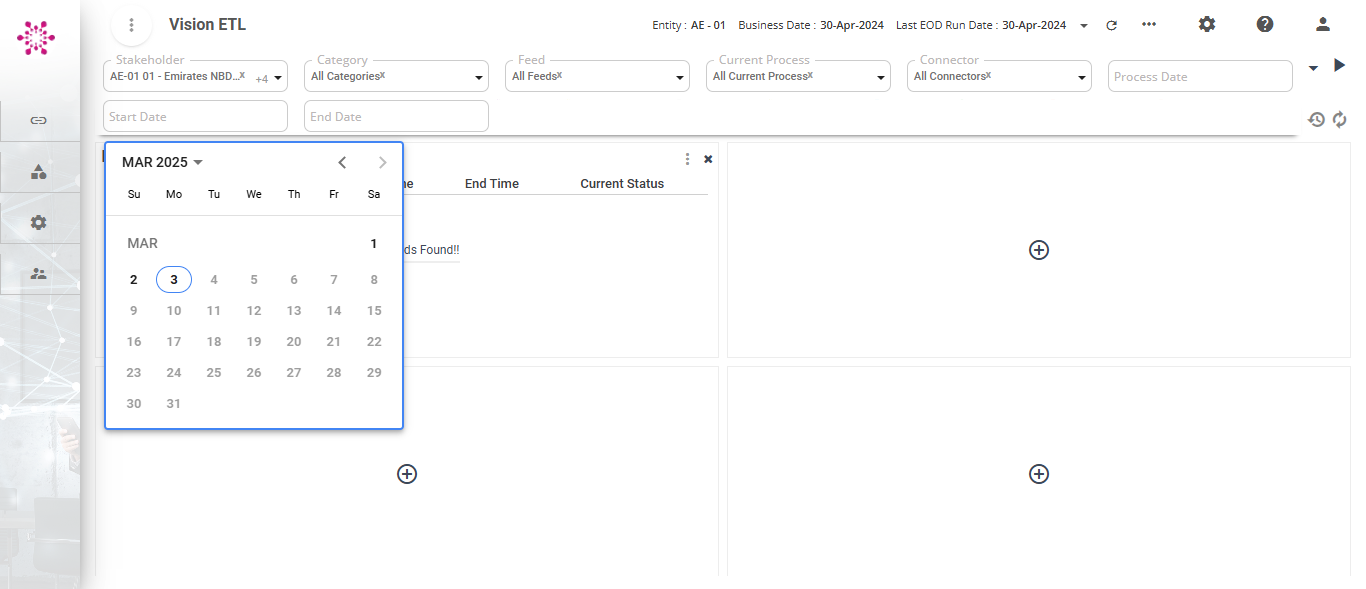 Vision ETL
Entity : AE - 01 Business Date : 30-Apr-2024 Last EOD Run Date : 30-Apr-2024
Stakeholder Category Feed Current Process Connector
AE-01 01 - Emirates NBD...x +4 All Categoriesx All Feedsx All Current Processx All Connectorsx Process Date
Start Date End Date
MAR 2025
Su Mo Tu We Th Fr Sa
MAR 1
2 3 4 5 6 7 8
9 10 11 12 13 14 15
16 17 18 19 20 21 22
23 24 25 26 27 28 29
30 31
End Time Current Status
Found!!